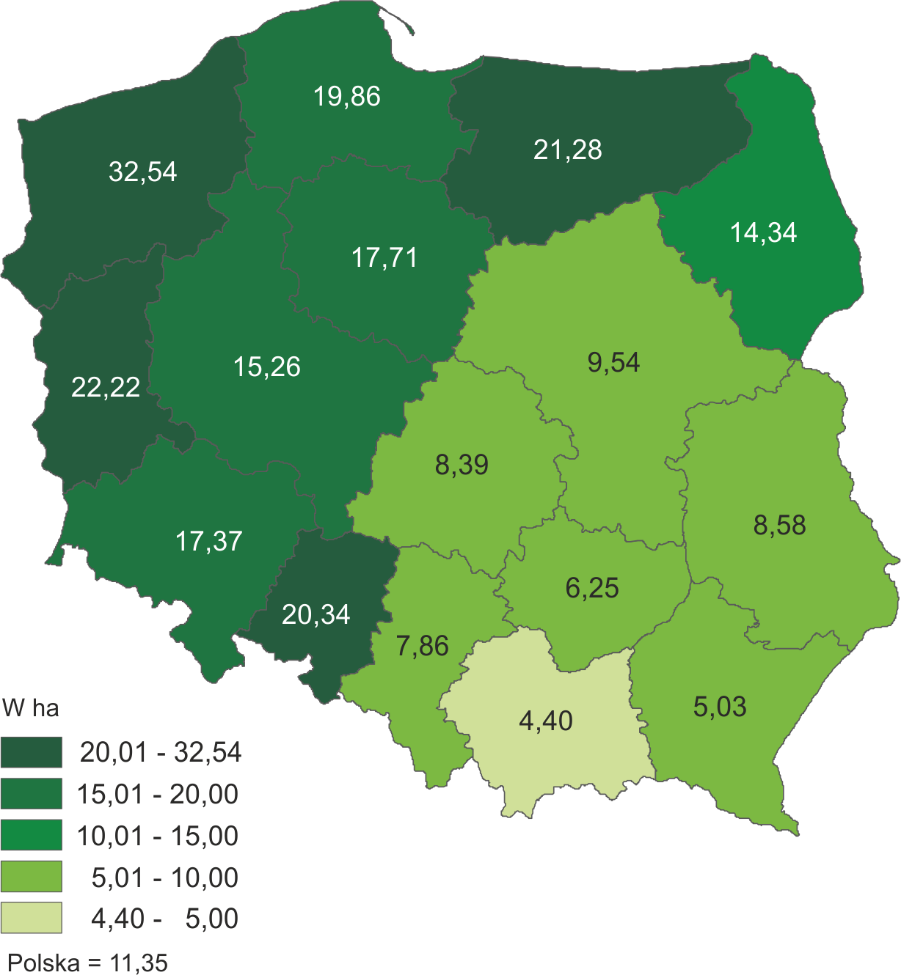 19,86
21,28
32,54
14,34
17,71
15,26
9,54
22,22
8,39
8,58
17,37
6,25
20,34
7,86
5,03
4,40
W ha
20,01 - 32,54
15,01 - 20,00
10,01 - 15,00
5,01 - 10,00
4,40 - 5,00
Polska = 11,35